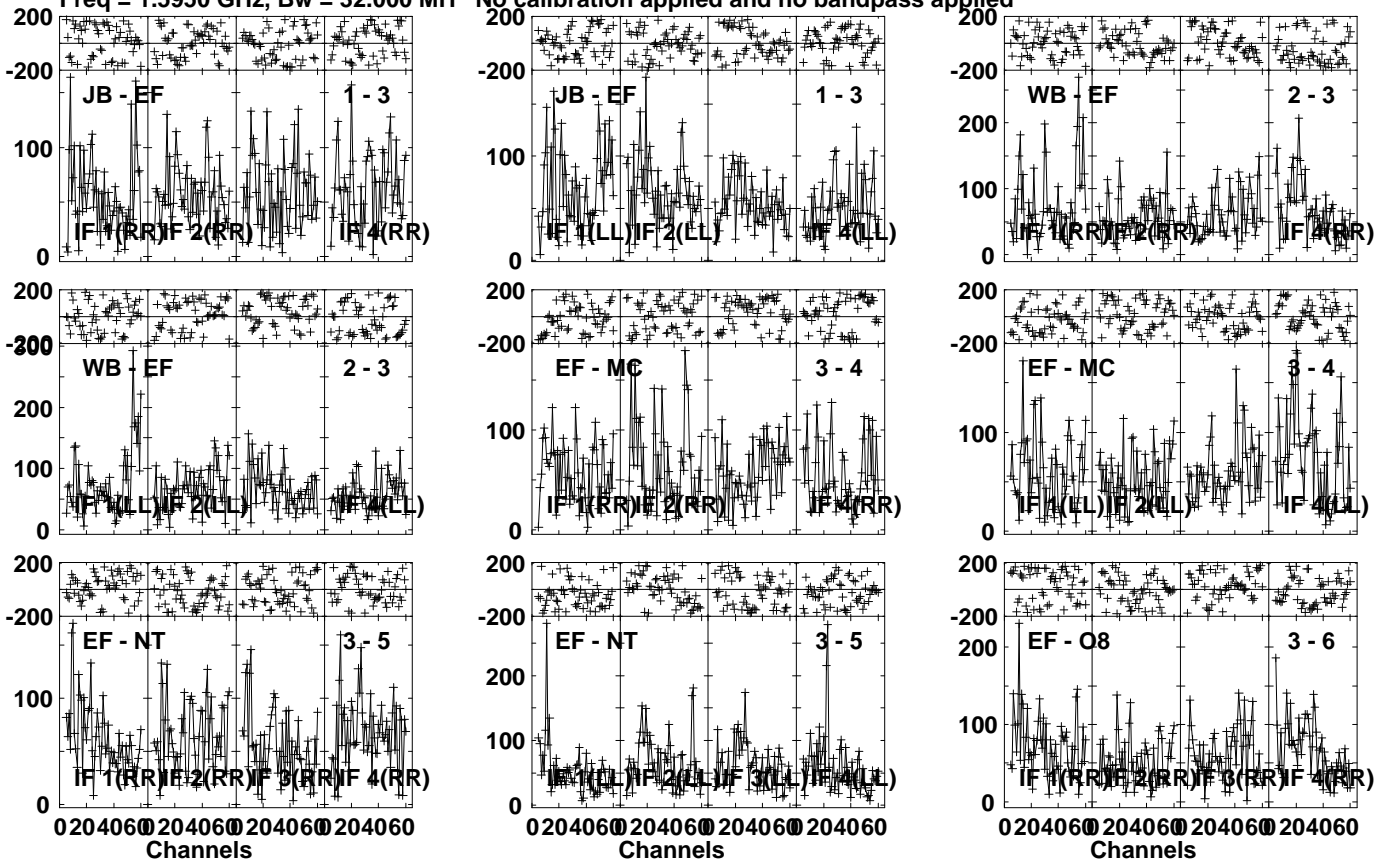 Freq = 1.5950 GHz, Bw = 32.000 MH No calibration applied and no bandpass applied
200 200 200
-200 -200 -200
JB - EF 1 - 3 JB - EF 1 - 3 WB - EF 2 - 3
200
100 100 100
IF 1(RR) IF 2(RR) IF 4(RR) IF 1(LL) IF 2(LL) IF 4(LL) IF 1(RR) IF 2(RR) IF 4(RR)
0 0 0
200 200 200
-200 -200 -200
300
WB - EF 2 - 3 EF - MC 3 - 4 EF - MC 3 - 4
200
100 100 100
IF 1(LL) IF 2(LL) IF 4(LL) IF 1(RR) IF 2(RR) IF 4(RR) IF 1(LL) IF 2(LL) IF 4(LL)
0 0 0
200 200 200
-200 -200 -200
EF - NT 3 - 5 EF - NT 3 - 5 EF - O8 3 - 6
200 200
100 100 100
IF 1(RR) IF 2(RR) IF 3(RR) IF 4(RR) IF 1(LL) IF 2(LL) IF 3(LL) IF 4(LL) IF 1(RR) IF 2(RR) IF 3(RR) IF 4(RR)
0 0 0
0 20 40 60 0 20 40 60 0 20 40 60 0 20 40 60 0 20 40 60 0 20 40 60 0 20 40 60 0 20 40 60 0 20 40 60 0 20 40 60 0 20 40 60 0 20 40 60
Channels Channels Channels